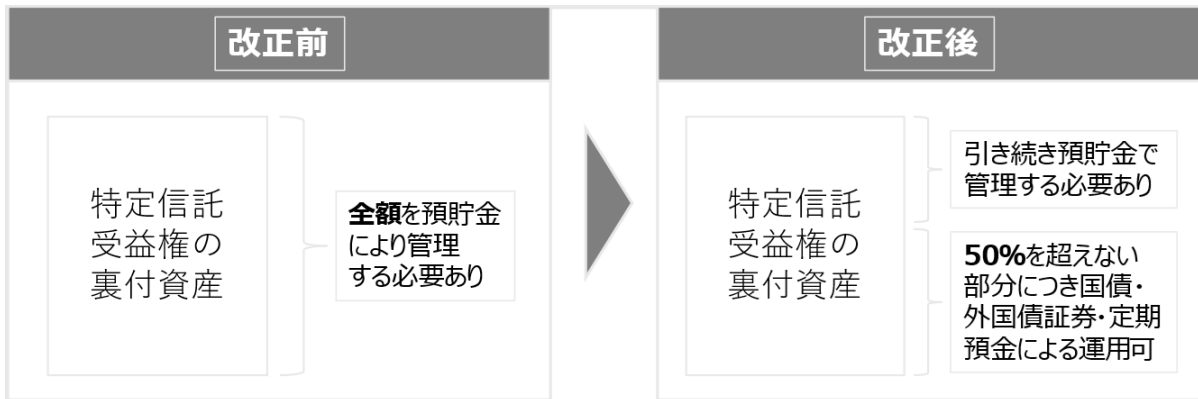 改正前
特定信託
受益権の
裏付資産
全額を預貯金
により管理
する必要あり
改正後
特定信託
受益権の
裏付資産
引き続き預貯金で
管理する必要あり
50%を超えない
部分につき国債・
外国債証券・定期
預金による運用可